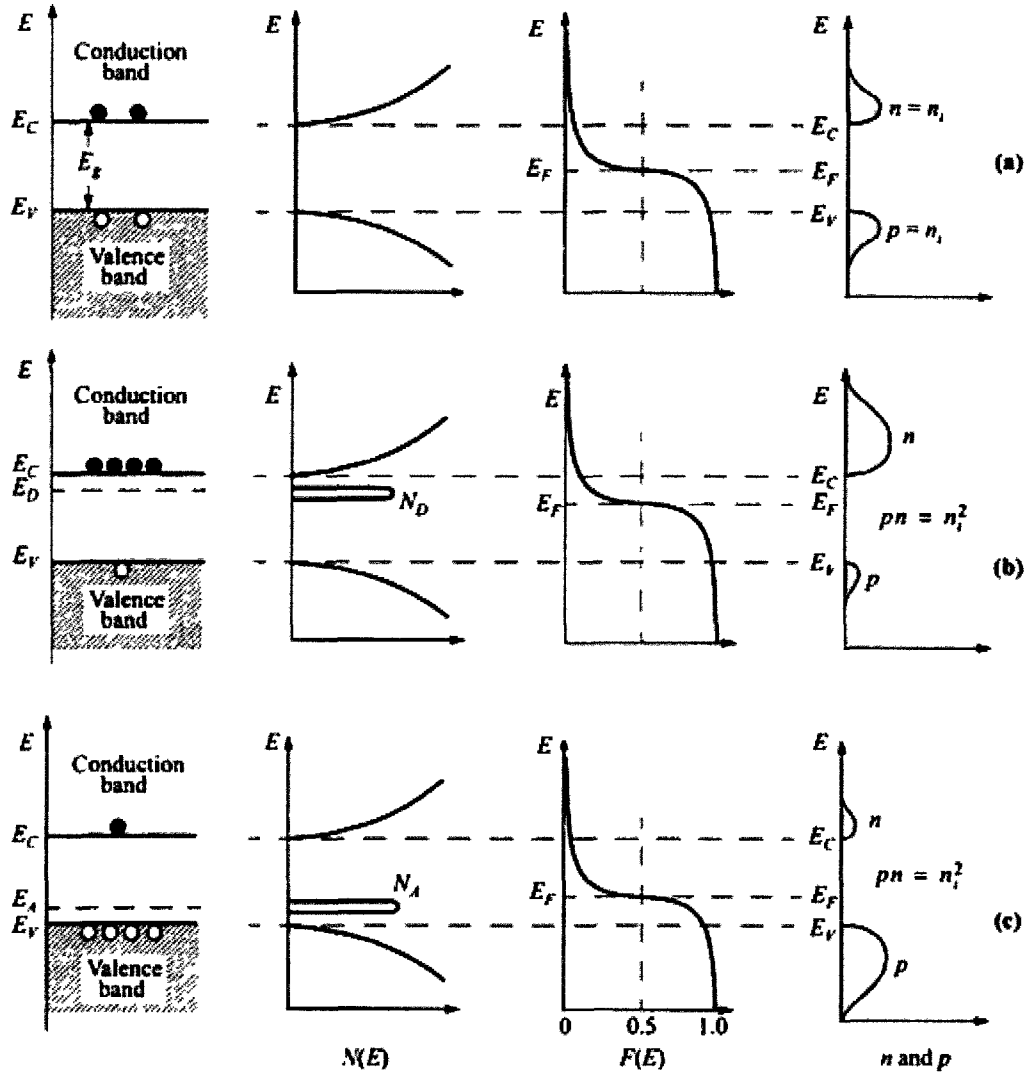 E
Conduction
band
E_C
E_g
E_V
Valence
band
E
E
E_F
E
n = n_i
E_C
E_F
E_V
p = n_i
(a)
E
Conduction
band
E_C
E_D
E_V
Valence
band
E
N_D
E
E_F
E
n
E_C
E_F
pn = n_i^2
E_V
p
(b)
E
Conduction
band
E_C
E_A
E_V
Valence
band
E
N_A
E
E_F
E
n
E_C
pn = n_i^2
E_F
E_V
p
(c)
0
0.5
1.0
N(E)
F(E)
n and p